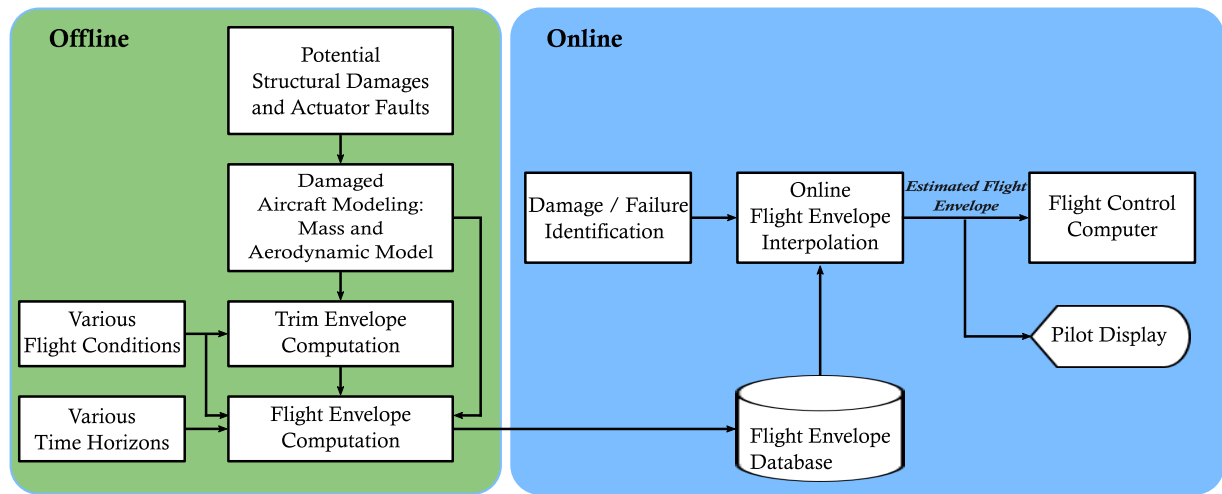 Offline
Potential
Structural Damages
and Actuator Faults
Damaged
Aircraft Modeling:
Mass and
Aerodynamic Model
Various
Flight Conditions
Trim Envelope
Computation
Various
Time Horizons
Flight Envelope
Computation
Online
Damage / Failure
Identification
Online
Flight Envelope
Interpolation
Estimated Flight
Envelope
Flight Control
Computer
Pilot Display
Flight Envelope
Database